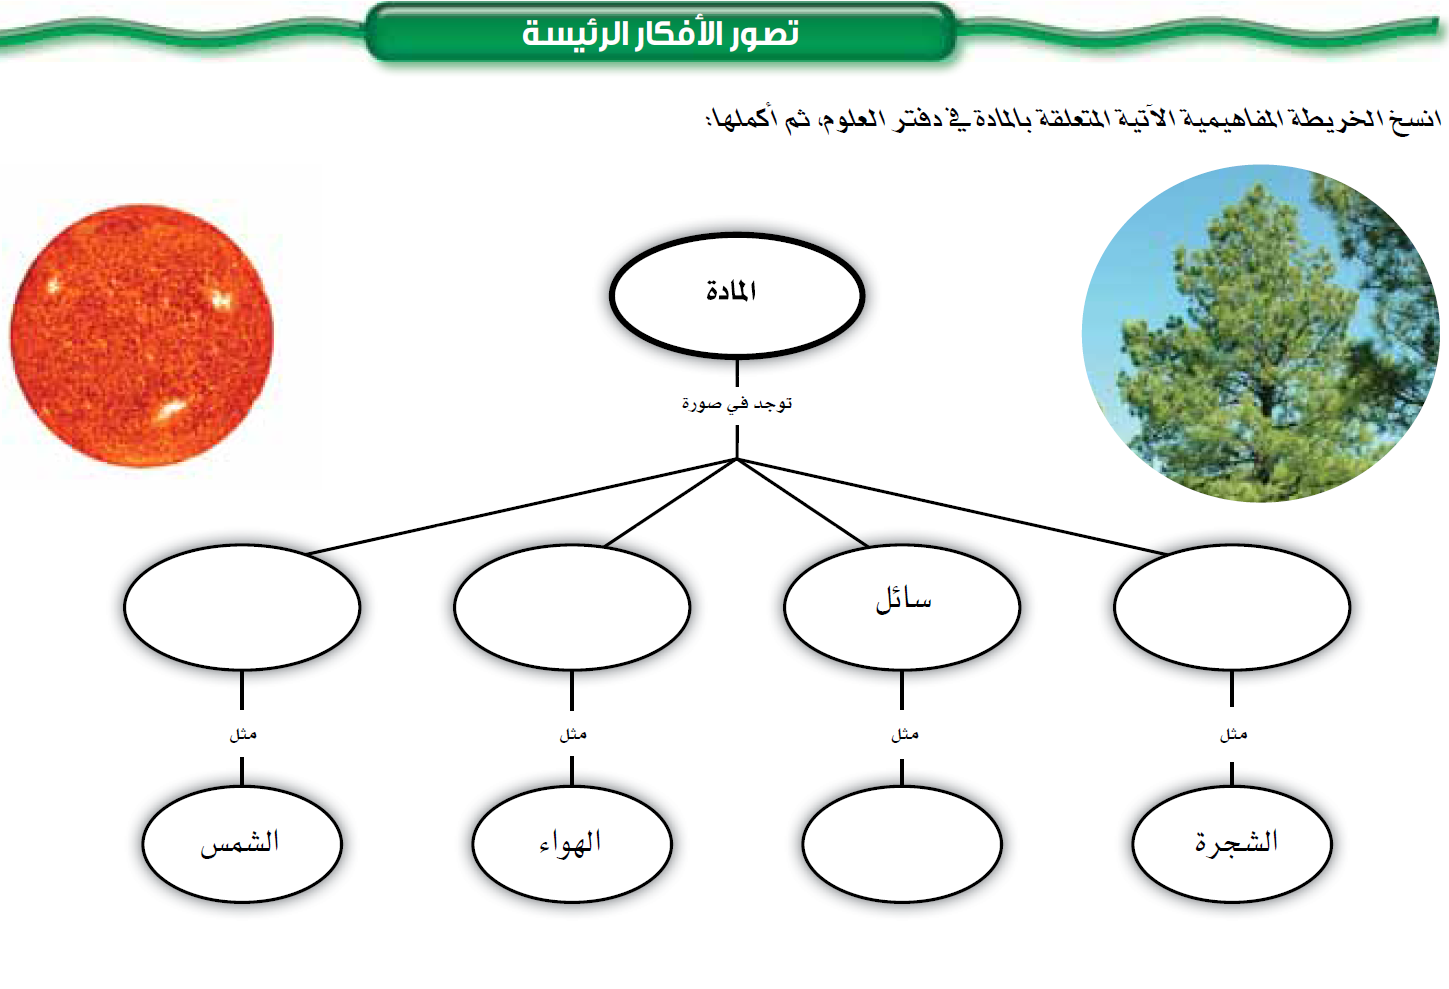 تصور الأفكار الرئيسة
انسخ الخريطة المفاهيمية الآتية المتعلقة بالمادة في دفتر العلوم، ثم أكملها:
المادة
توجد في صورة
سائل
مثل مثل مثل مثل
الشجرة الهواء الشمس